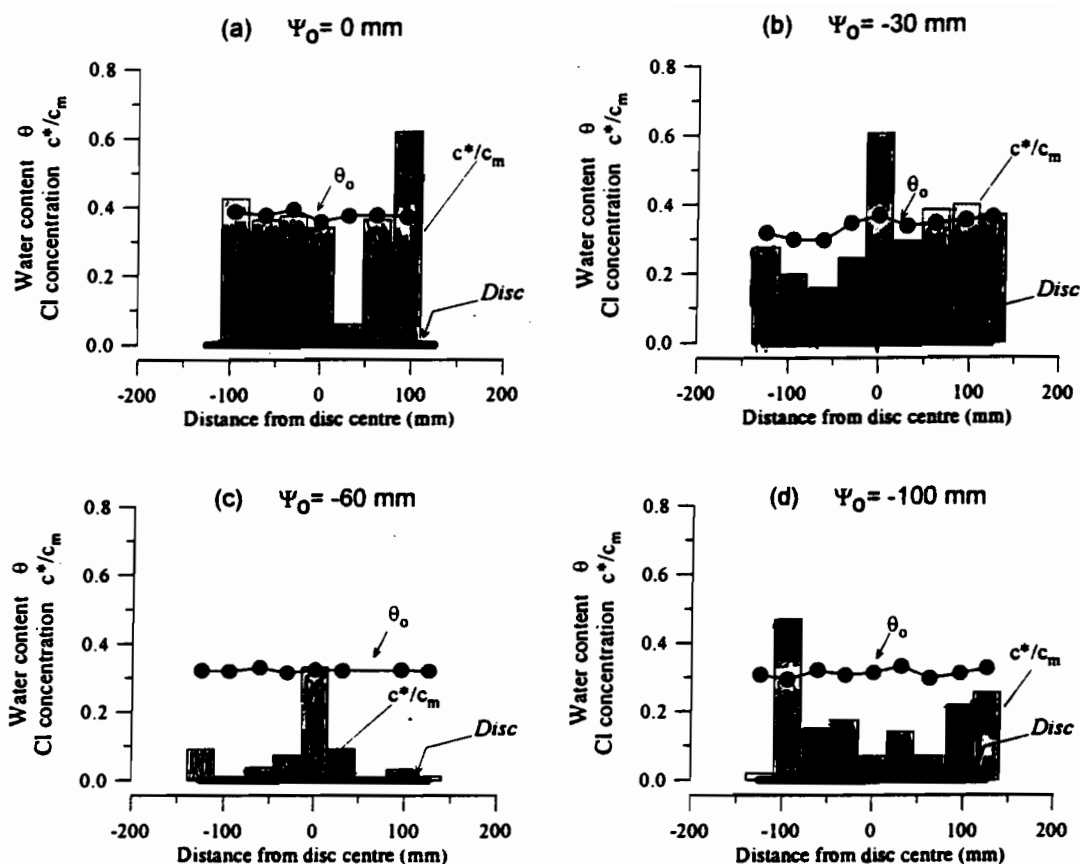 (a) Ψo= 0 mm
0.8
0.6
0.4
0.2
0.0
Water content θ
Cl concentration c*/cm
θo
c*/cm
Disc
-200 -100 0 100 200
Distance from disc centre (mm)
(b) Ψo= -30 mm
0.8
0.6
0.4
0.2
0.0
Water content θ
Cl concentration c*/cm
θo
c*/cm
Disc
-200 -100 0 100 200
Distance from disc centre (mm)
(c) Ψo= -60 mm
0.8
0.6
0.4
0.2
0.0
Water content θ
Cl concentration c*/cm
θo
c*/cm
Disc
-200 -100 0 100 200
Distance from disc centre (mm)
(d) Ψo= -100 mm
0.8
0.6
0.4
0.2
0.0
Water content θ
Cl concentration c*/cm
θo
c*/cm
Disc
-200 -100 0 100 200
Distance from disc centre (mm)